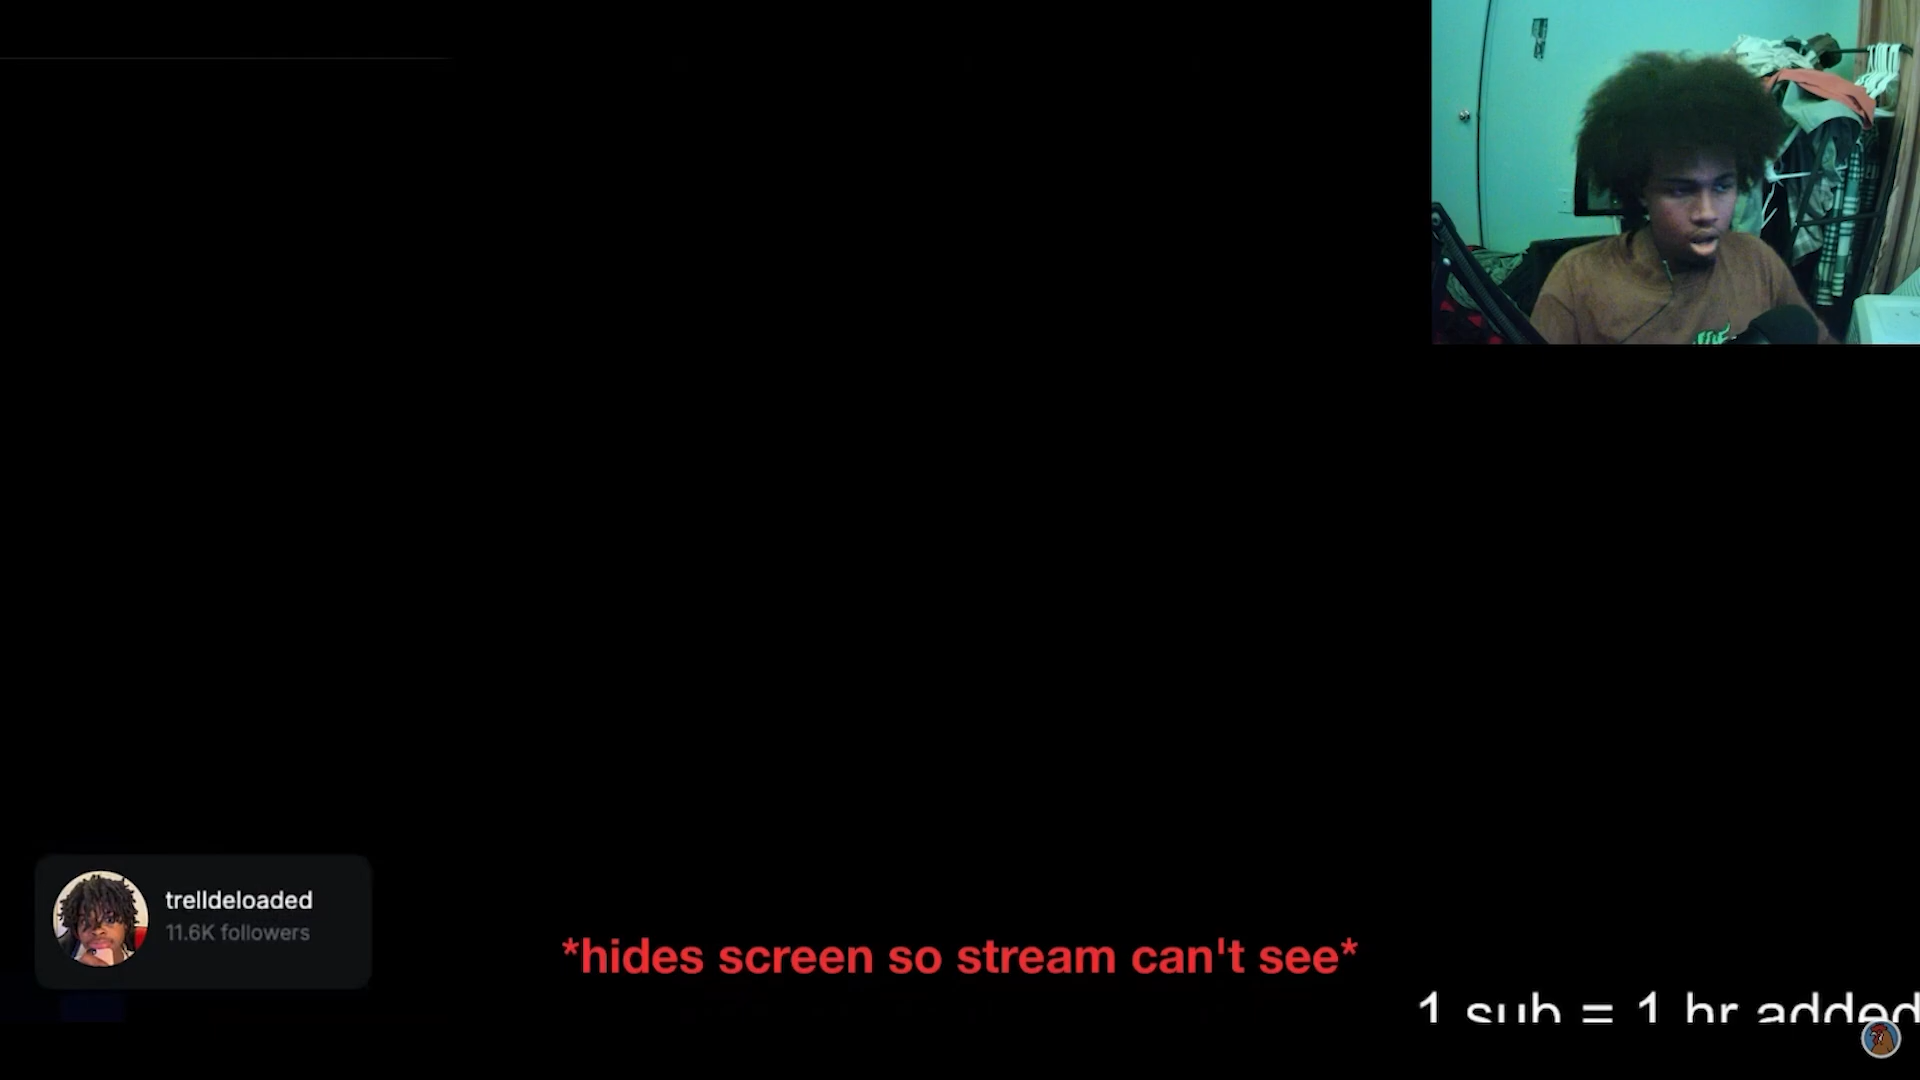 trelldeloaded
11.6K followers
*hides screen so stream can't see*
1 sub = 1 hr added